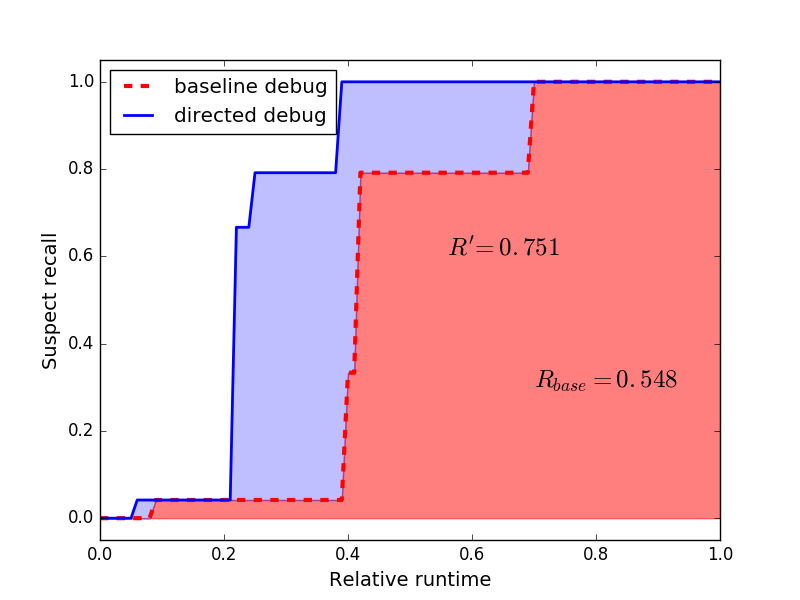 baseline debug
directed debug
1.0
0.8
0.6
0.4
0.2
0.0
Suspect recall
R′ = 0.751
R_base = 0.548
0.0 0.2 0.4 0.6 0.8 1.0
Relative runtime